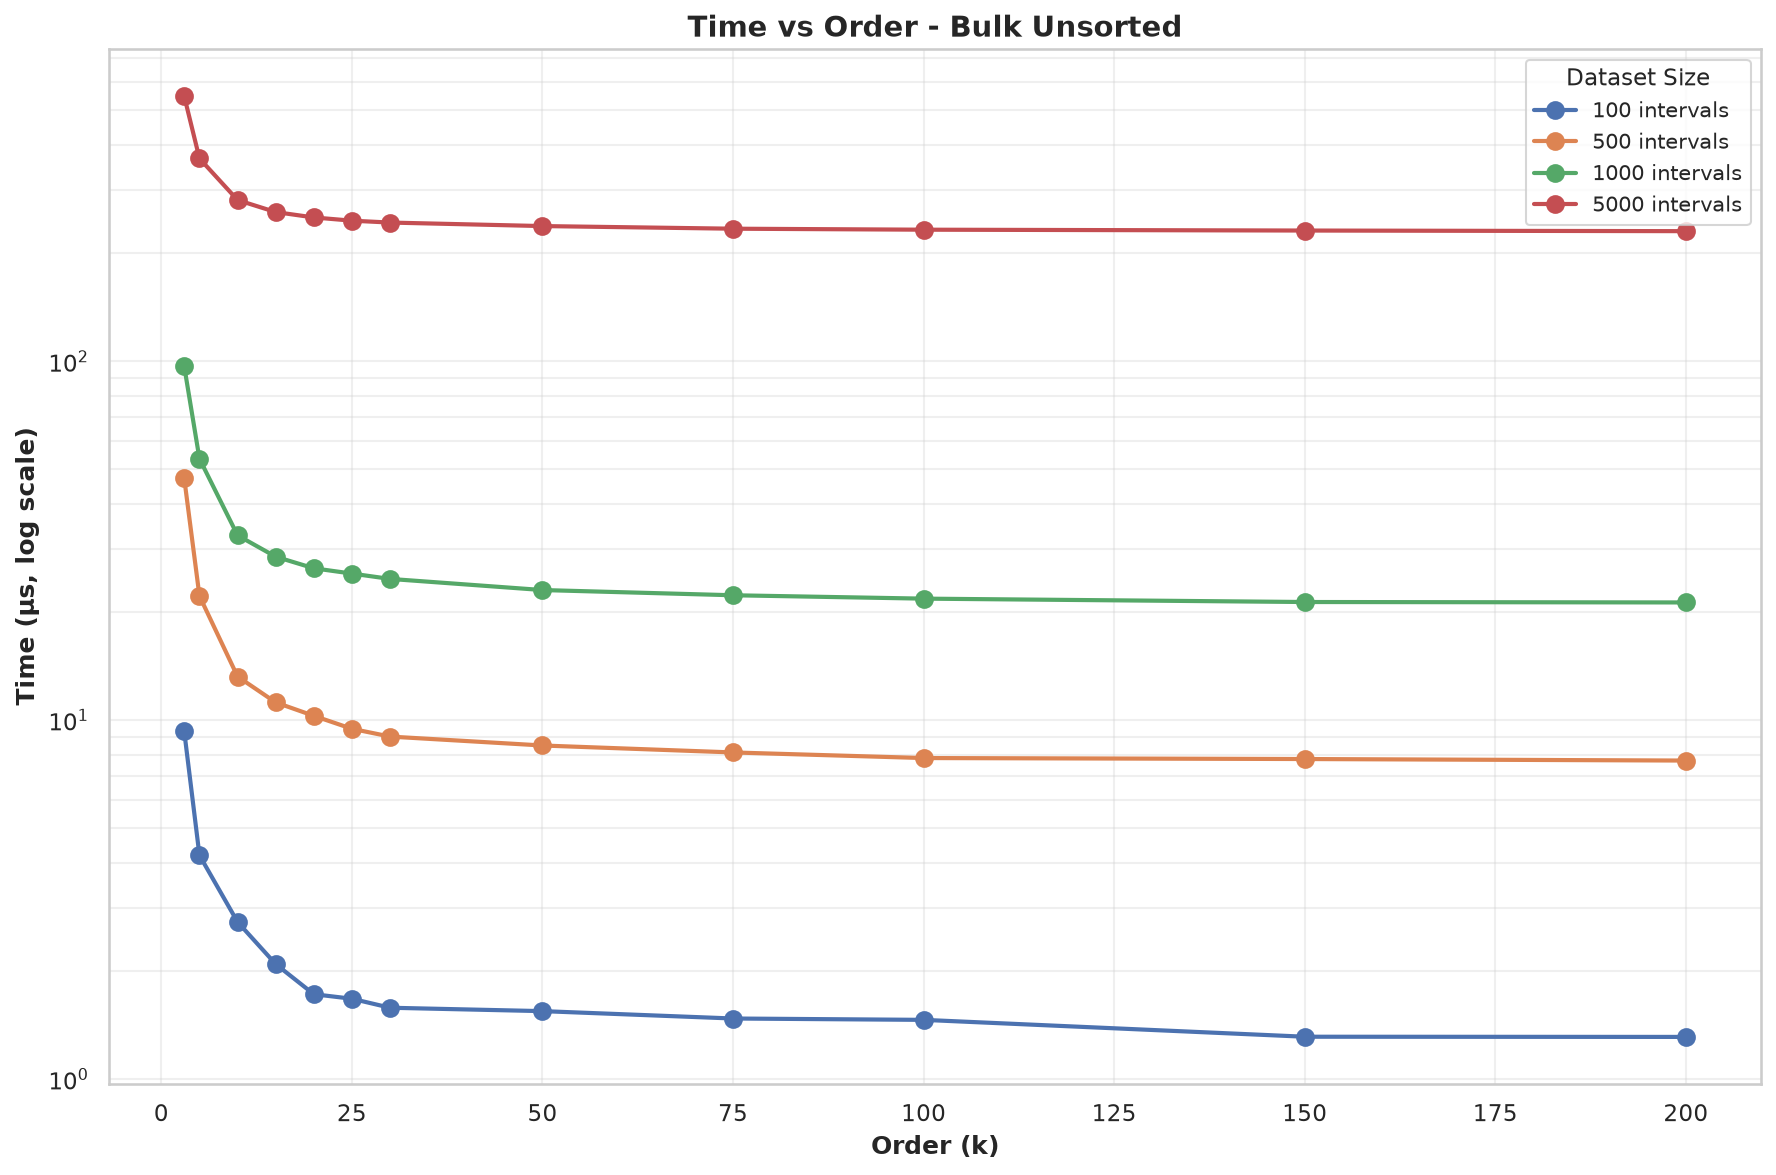 Time vs Order - Bulk Unsorted
Dataset Size
100 intervals
500 intervals
1000 intervals
5000 intervals
Time (µs, log scale)
10²
10¹
10⁰
0 25 50 75 100 125 150 175 200
Order (k)